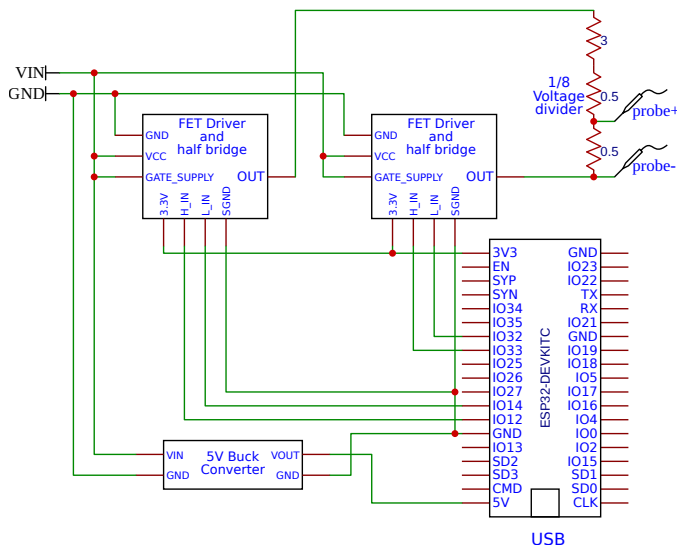 VIN
GND
3
1/8
Voltage
divider
0.5
probe+
0.5
probe-
FET Driver
and
half bridge
GND
VCC
GATE_SUPPLY
OUT
3.3V
H_IN
L_IN
SGND
FET Driver
and
half bridge
GND
VCC
GATE_SUPPLY
OUT
3.3V
H_IN
L_IN
SGND
3V3 GND
EN IO23
SYP IO22
SYN TX
IO34 RX
IO35 IO21
IO32 GND
IO33 IO19
IO25 IO18
IO26 IO5
IO27 IO17
IO14 IO16
IO12 IO4
GND IO0
IO13 IO2
SD2 IO15
SD3 SD1
CMD SD0
5V CLK
ESP32-DEVKITC
USB
VIN VOUT
5V Buck
Converter
GND GND